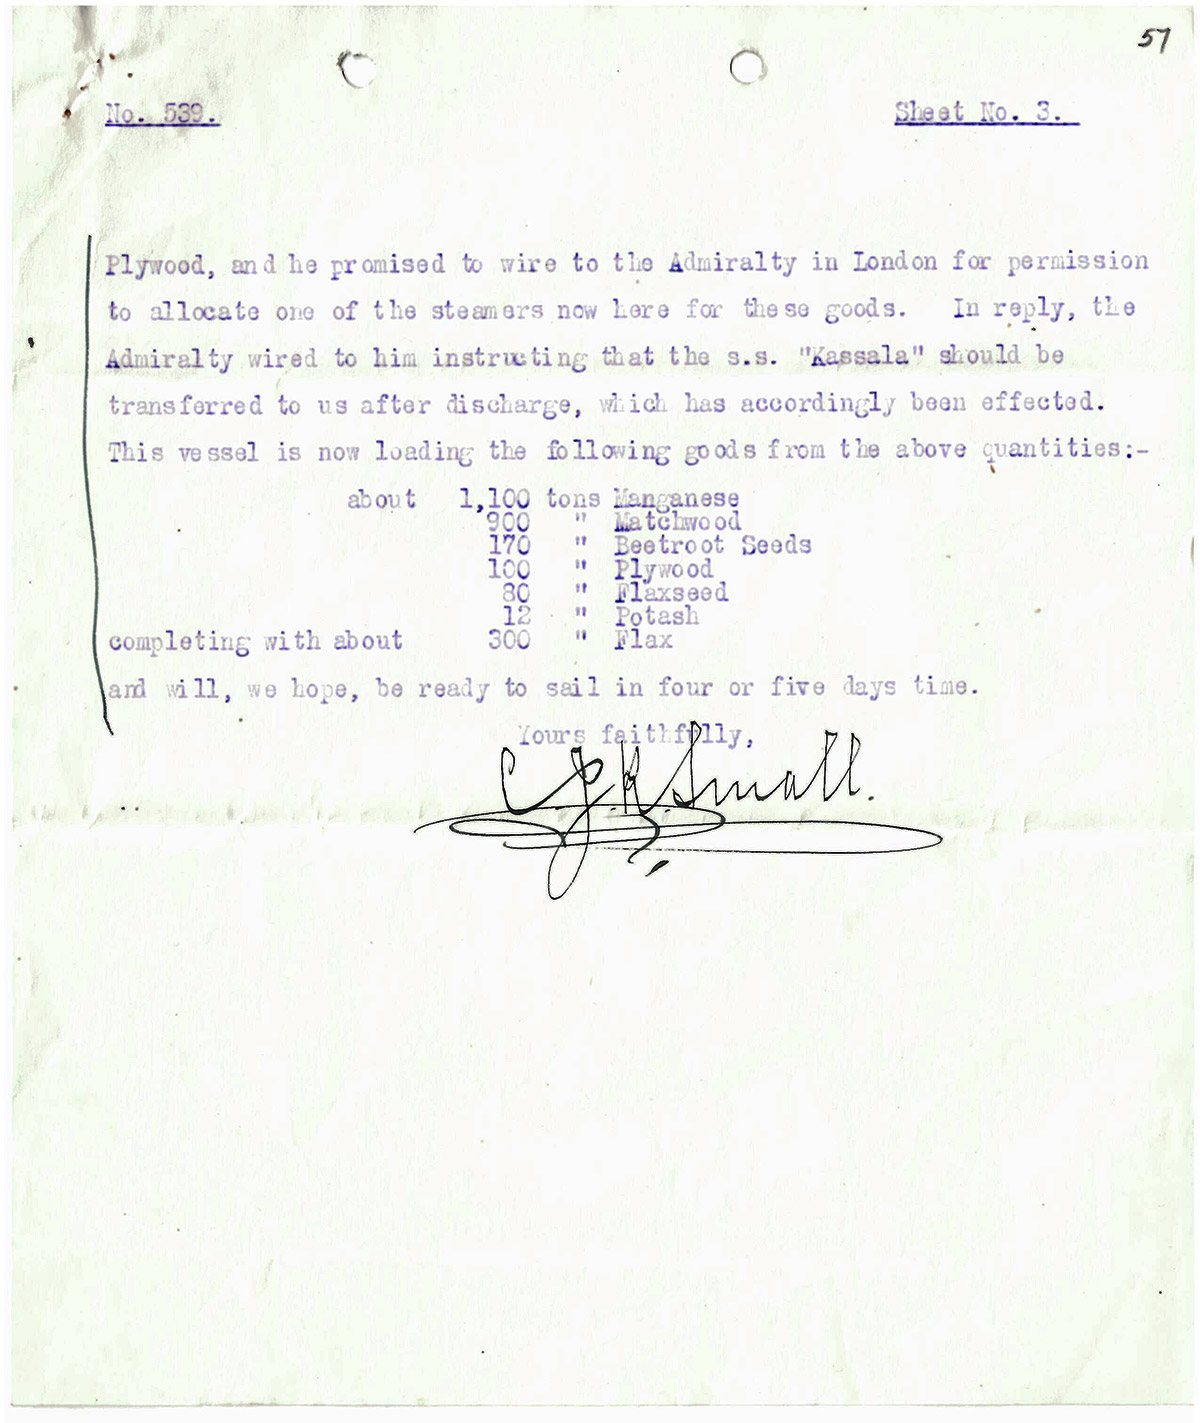 57
No. 539. Sheet No. 3.
Plywood, and he promised to wire to the Admiralty in London for permission
to allocate one of the steamers now here for these goods. In reply, the
Admiralty wired to him instructing that the s.s. "Kassala" should be
transferred to us after discharge, which has accordingly been effected.
This vessel is now loading the following goods from the above quantities:-
about 1,100 tons Manganese
900 " Matchwood
170 " Beetroot Seeds
100 " Plywood
80 " Flaxseed
12 " Potash
completing with about 300 " Flax
and will, we hope, be ready to sail in four or five days time.
Yours faithfully,
C.J.K. Small.